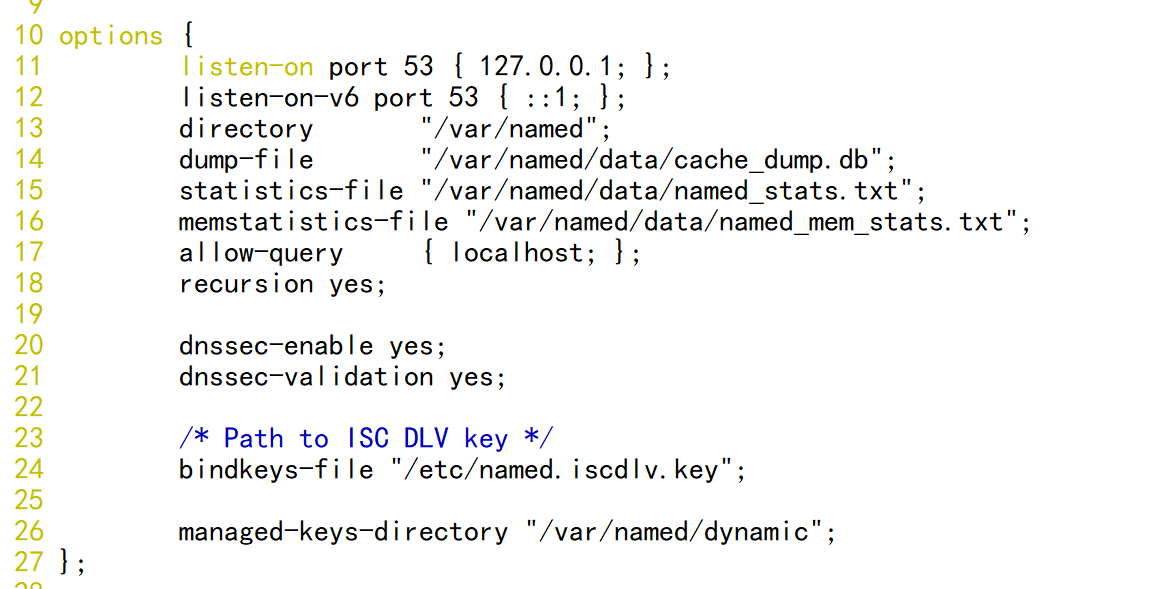 9
10 options {
11         listen-on port 53 { 127.0.0.1; };
12         listen-on-v6 port 53 { ::1; };
13         directory       "/var/named";
14         dump-file       "/var/named/data/cache_dump.db";
15         statistics-file "/var/named/data/named_stats.txt";
16         memstatistics-file "/var/named/data/named_mem_stats.txt";
17         allow-query     { localhost; };
18         recursion yes;
19
20         dnssec-enable yes;
21         dnssec-validation yes;
22
23         /* Path to ISC DLV key */
24         bindkeys-file "/etc/named.iscdlv.key";
25
26         managed-keys-directory "/var/named/dynamic";
27 };
28